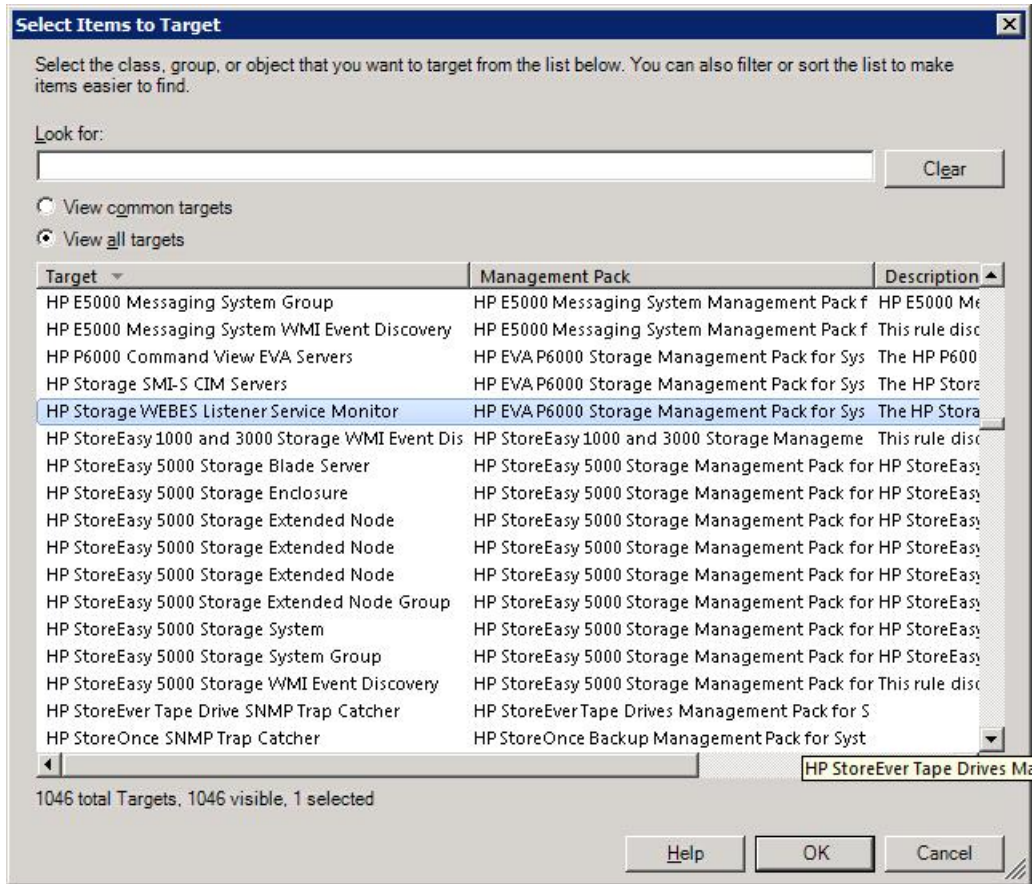 Select Items to Target
Select the class, group, or object that you want to target from the list below. You can also filter or sort the list to make
items easier to find.
Look for:
Clear
View common targets
View all targets
Target Management Pack Description
HP E5000 Messaging System Group HP E5000 Messaging System Management Pack f HP E5000 Me
HP E5000 Messaging System WMI Event Discovery HP E5000 Messaging System Management Pack f This rule disc
HP P6000 Command View EVA Servers HP EVA P6000 Storage Management Pack for Sys The HP P600
HP Storage SMI-S CIM Servers HP EVA P6000 Storage Management Pack for Sys The HP Stora
HP Storage WEBES Listener Service Monitor HP EVA P6000 Storage Management Pack for Sys The HP Stora
HP StoreEasy 1000 and 3000 Storage WMI Event Dis HP StoreEasy 1000 and 3000 Storage Manageme This rule disc
HP StoreEasy 5000 Storage Blade Server HP StoreEasy 5000 Storage Management Pack for HP StoreEasy
HP StoreEasy 5000 Storage Enclosure HP StoreEasy 5000 Storage Management Pack for HP StoreEasy
HP StoreEasy 5000 Storage Extended Node HP StoreEasy 5000 Storage Management Pack for HP StoreEasy
HP StoreEasy 5000 Storage Extended Node HP StoreEasy 5000 Storage Management Pack for HP StoreEasy
HP StoreEasy 5000 Storage Extended Node HP StoreEasy 5000 Storage Management Pack for HP StoreEasy
HP StoreEasy 5000 Storage Extended Node Group HP StoreEasy 5000 Storage Management Pack for HP StoreEasy
HP StoreEasy 5000 Storage System HP StoreEasy 5000 Storage Management Pack for HP StoreEasy
HP StoreEasy 5000 Storage System Group HP StoreEasy 5000 Storage Management Pack for HP StoreEasy
HP StoreEasy 5000 Storage WMI Event Discovery HP StoreEasy 5000 Storage Management Pack for This rule disc
HP StoreEver Tape Drive SNMP Trap Catcher HP StoreEver Tape Drives Management Pack for S
HP StoreOnce SNMP Trap Catcher HP StoreOnce Backup Management Pack for Syst
HP StoreEver Tape Drives Ma
1046 total Targets, 1046 visible, 1 selected
Help OK Cancel